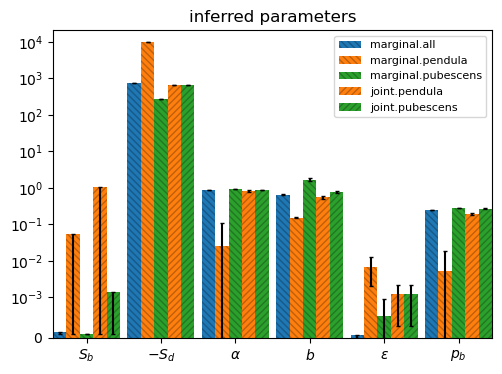 inferred parameters
10⁴
10³
10²
10¹
10⁰
10⁻¹
10⁻²
10⁻³
0
marginal.all
marginal.pendula
marginal.pubescens
joint.pendula
joint.pubescens
S_b
−S_d
α
b
ε
p_b